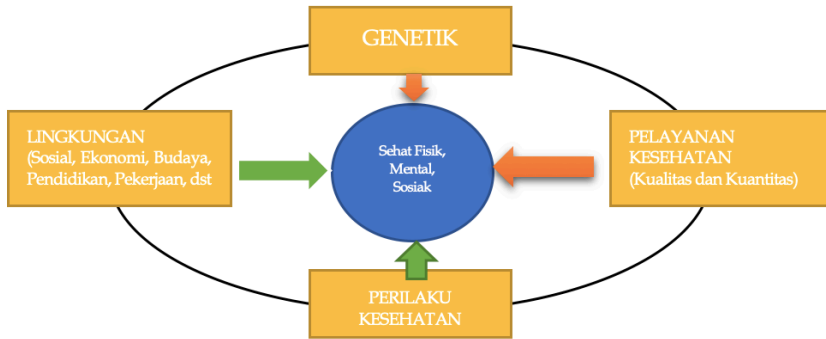 GENETIK
LINGKUNGAN
(Sosial, Ekonomi, Budaya,
Pendidikan, Pekerjaan, dst
Sehat Fisik,
Mental,
Sosiak
PELAYANAN
KESEHATAN
(Kualitas dan Kuantitas)
PERILAKU
KESEHATAN